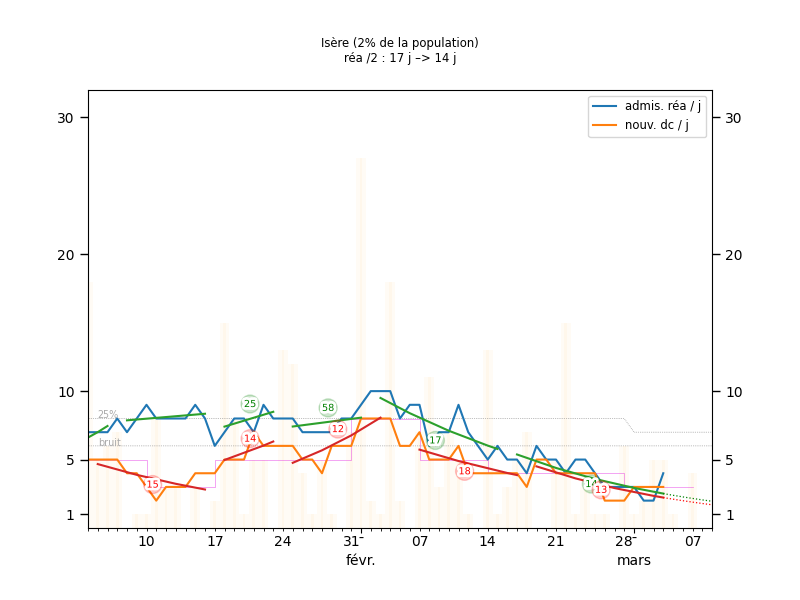 Isère (2% de la population)
réa /2 : 17 j –> 14 j
admis. réa / j
nouv. dc / j
30 30
20 20
10 10
5 5
1 1
25%
bruit
25
58
14
12
15
17
18
14
13
10 17 24 31 07 14 21 28 07
févr. mars